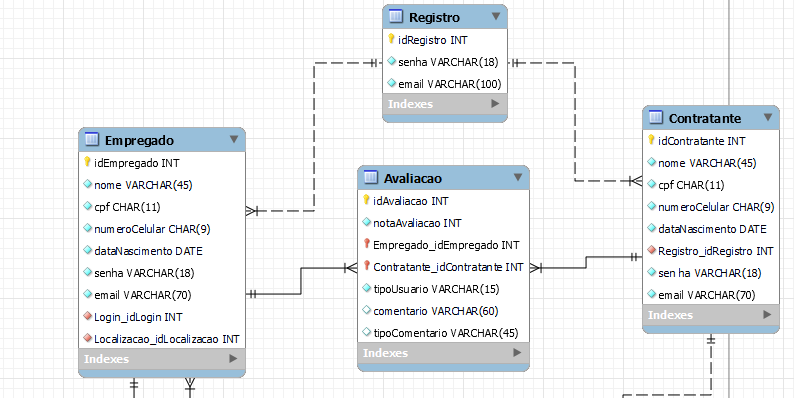 Registro
idRegistro INT
senha VARCHAR(18)
email VARCHAR(100)
Indexes
Empregado
idEmpregado INT
nome VARCHAR(45)
cpf CHAR(11)
numeroCelular CHAR(9)
dataNascimento DATE
senha VARCHAR(18)
email VARCHAR(70)
Login_idLogin INT
Localizacao_idLocalizacao INT
Indexes
Avaliacao
idAvaliacao INT
notaAvaliacao INT
Empregado_idEmpregado INT
Contratante_idContratante INT
tipoUsuario VARCHAR(15)
comentario VARCHAR(60)
tipoComentario VARCHAR(45)
Indexes
Contratante
idContratante INT
nome VARCHAR(45)
cpf CHAR(11)
numeroCelular CHAR(9)
dataNascimento DATE
Registro_idRegistro INT
sen ha VARCHAR(18)
email VARCHAR(70)
Indexes